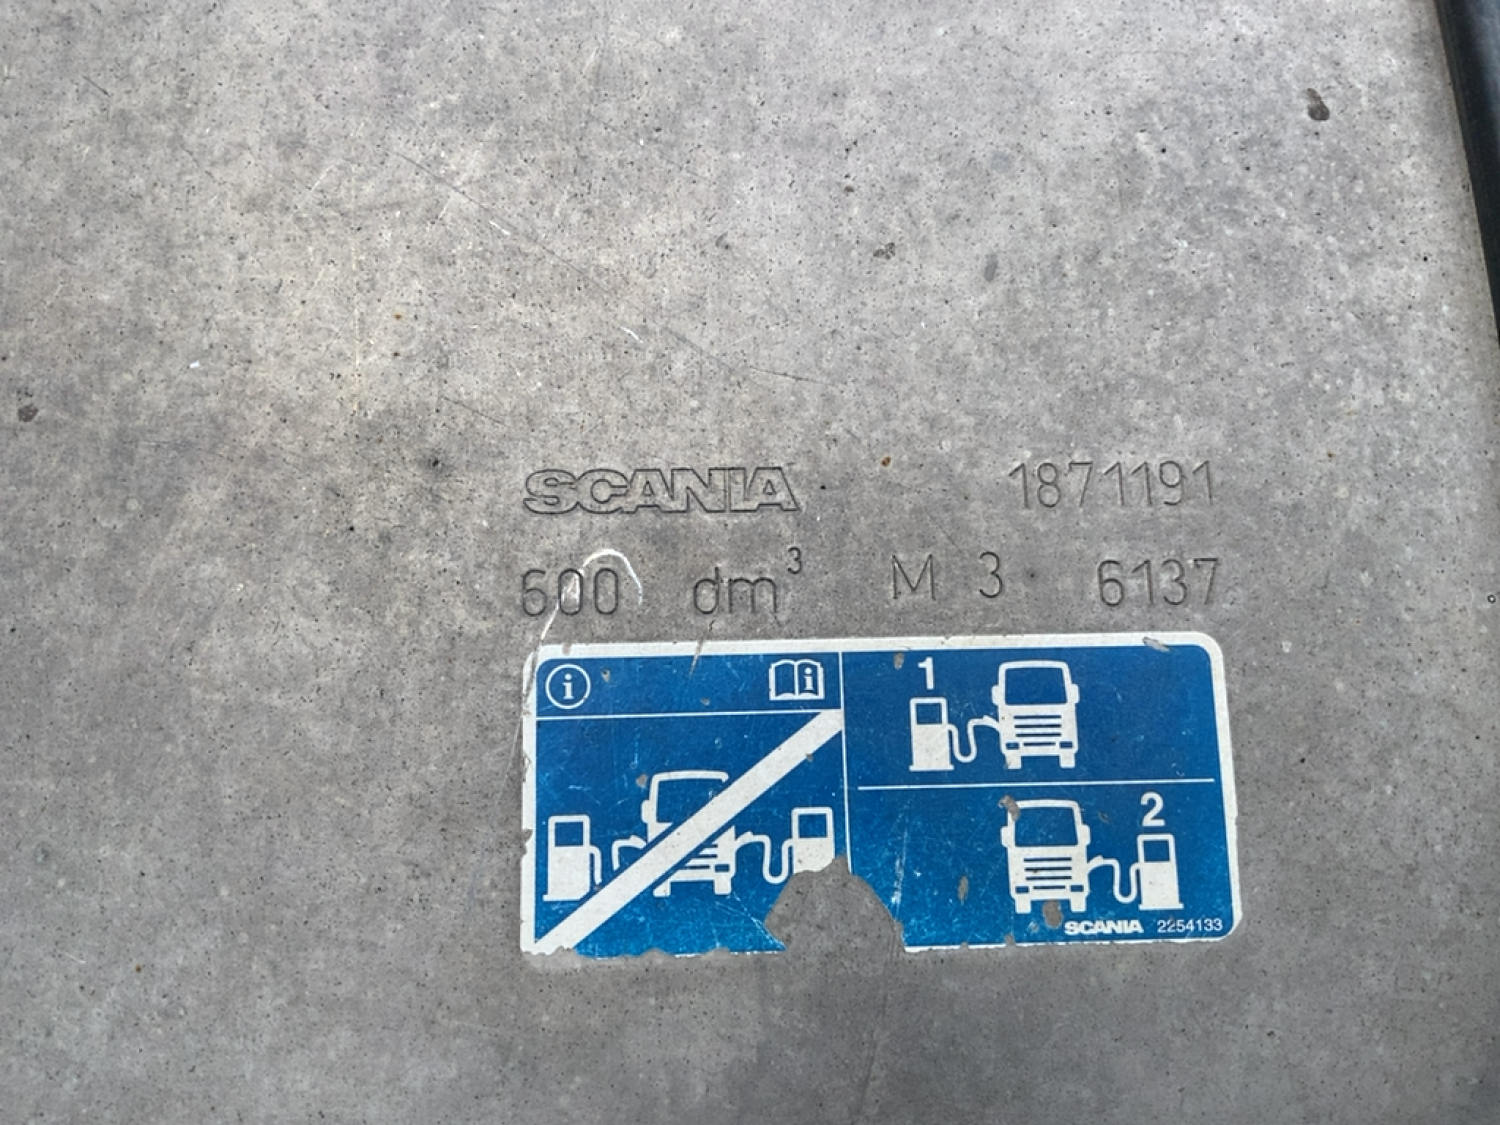 SCANIA 1871191
600 dm³ M 3 6137
i i
1
2
SCANIA 2254133